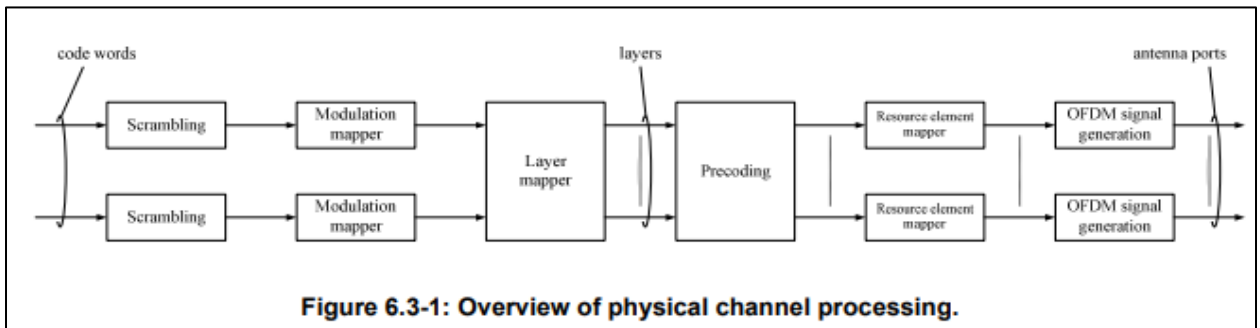 code words
layers
antenna ports
Scrambling
Modulation
mapper
Layer
mapper
Precoding
Resource element
mapper
OFDM signal
generation
Scrambling
Modulation
mapper
Resource element
mapper
OFDM signal
generation
Figure 6.3-1: Overview of physical channel processing.